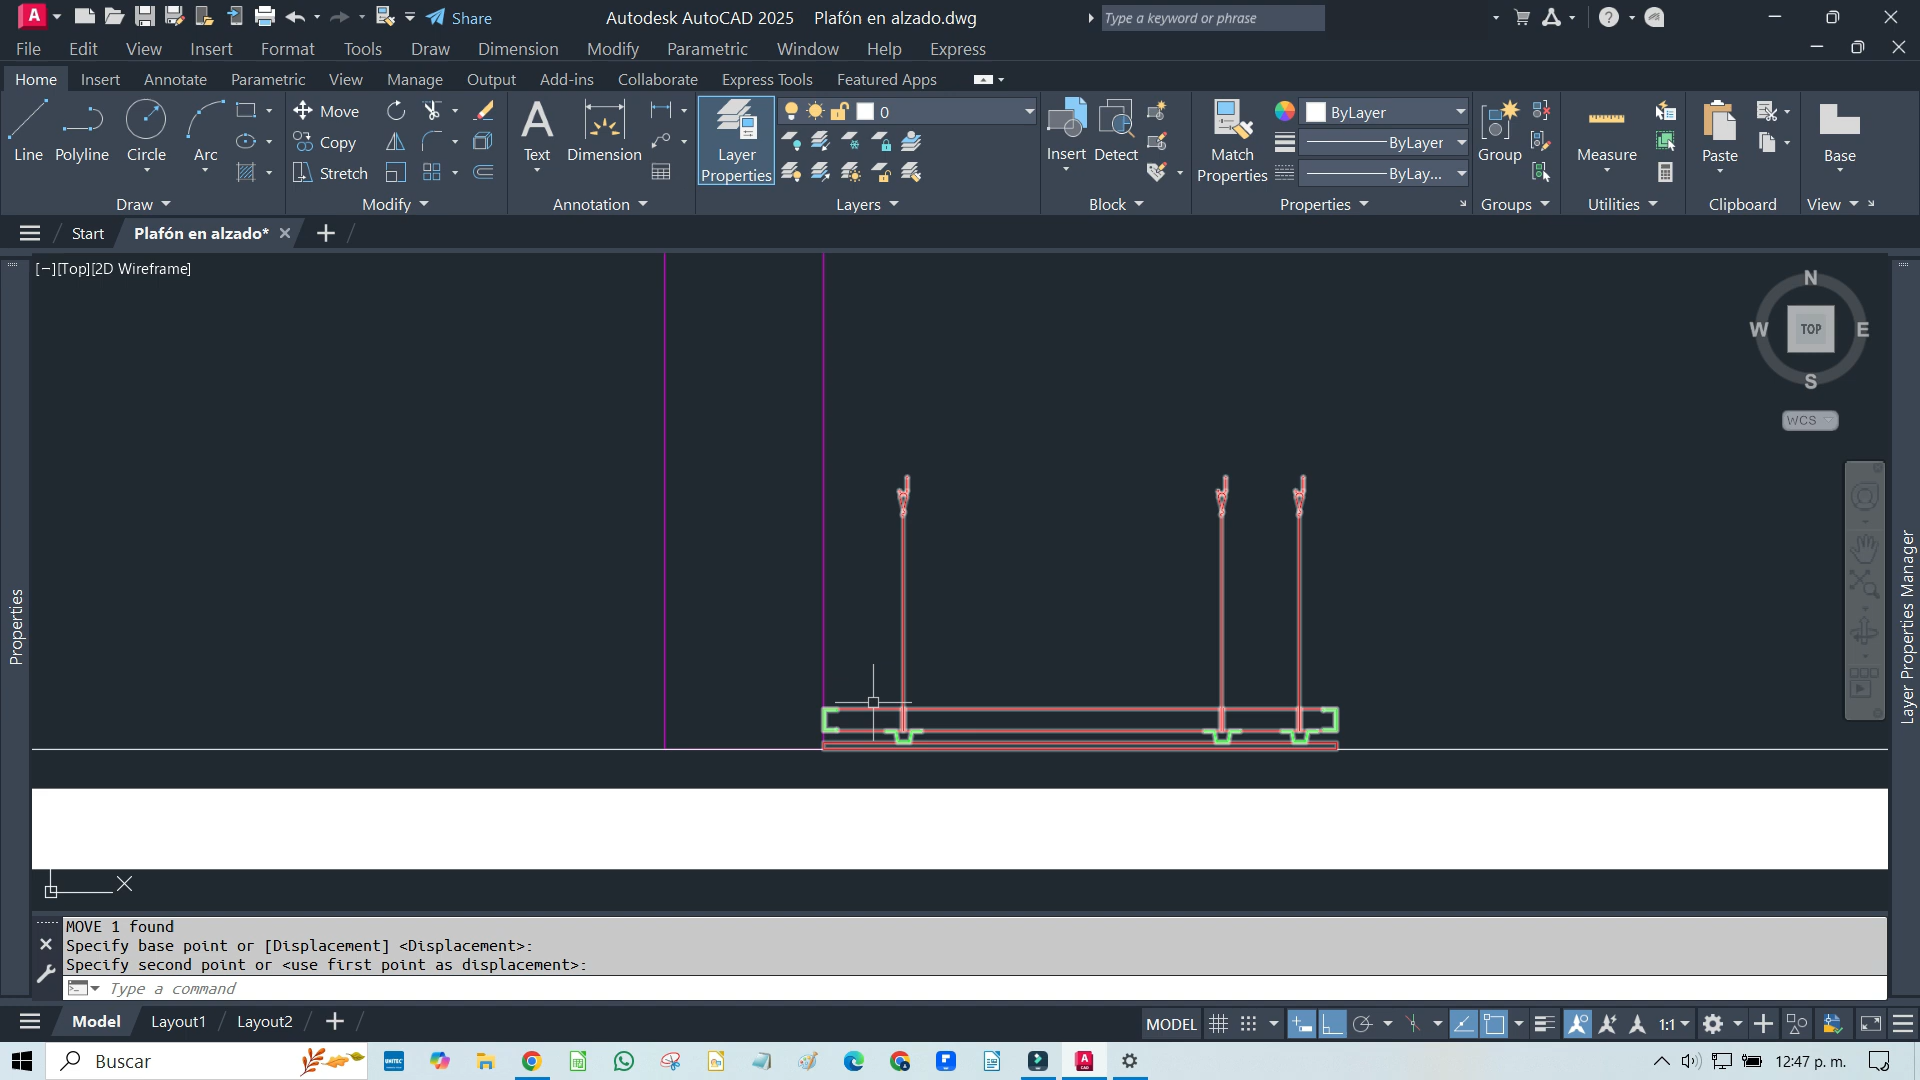 Share
Autodesk AutoCAD 2025 Plafón en alzado.dwg
Type a keyword or phrase
File Edit View Insert Format Tools Draw Dimension Modify Parametric Window Help Express
Home Insert Annotate Parametric View Manage Output Add-ins Collaborate Express Tools Featured Apps
Line Polyline Circle Arc
Move
Copy
Stretch
Text Dimension
Layer Properties
0
Insert Detect
Match Properties
ByLayer
ByLayer
ByLay...
Group
Measure
Paste
Base
Draw Modify Annotation Layers Block Properties Groups Utilities Clipboard View
Start Plafón en alzado*
[−][Top][2D Wireframe]
N
W TOP E
S
WCS
Properties
Layer Properties Manager
X
MOVE 1 found
Specify base point or [Displacement] <Displacement>:
Specify second point or <use first point as displacement>:
Type a command
Model Layout1 Layout2
MODEL 1:1
Buscar
12:47 p. m.